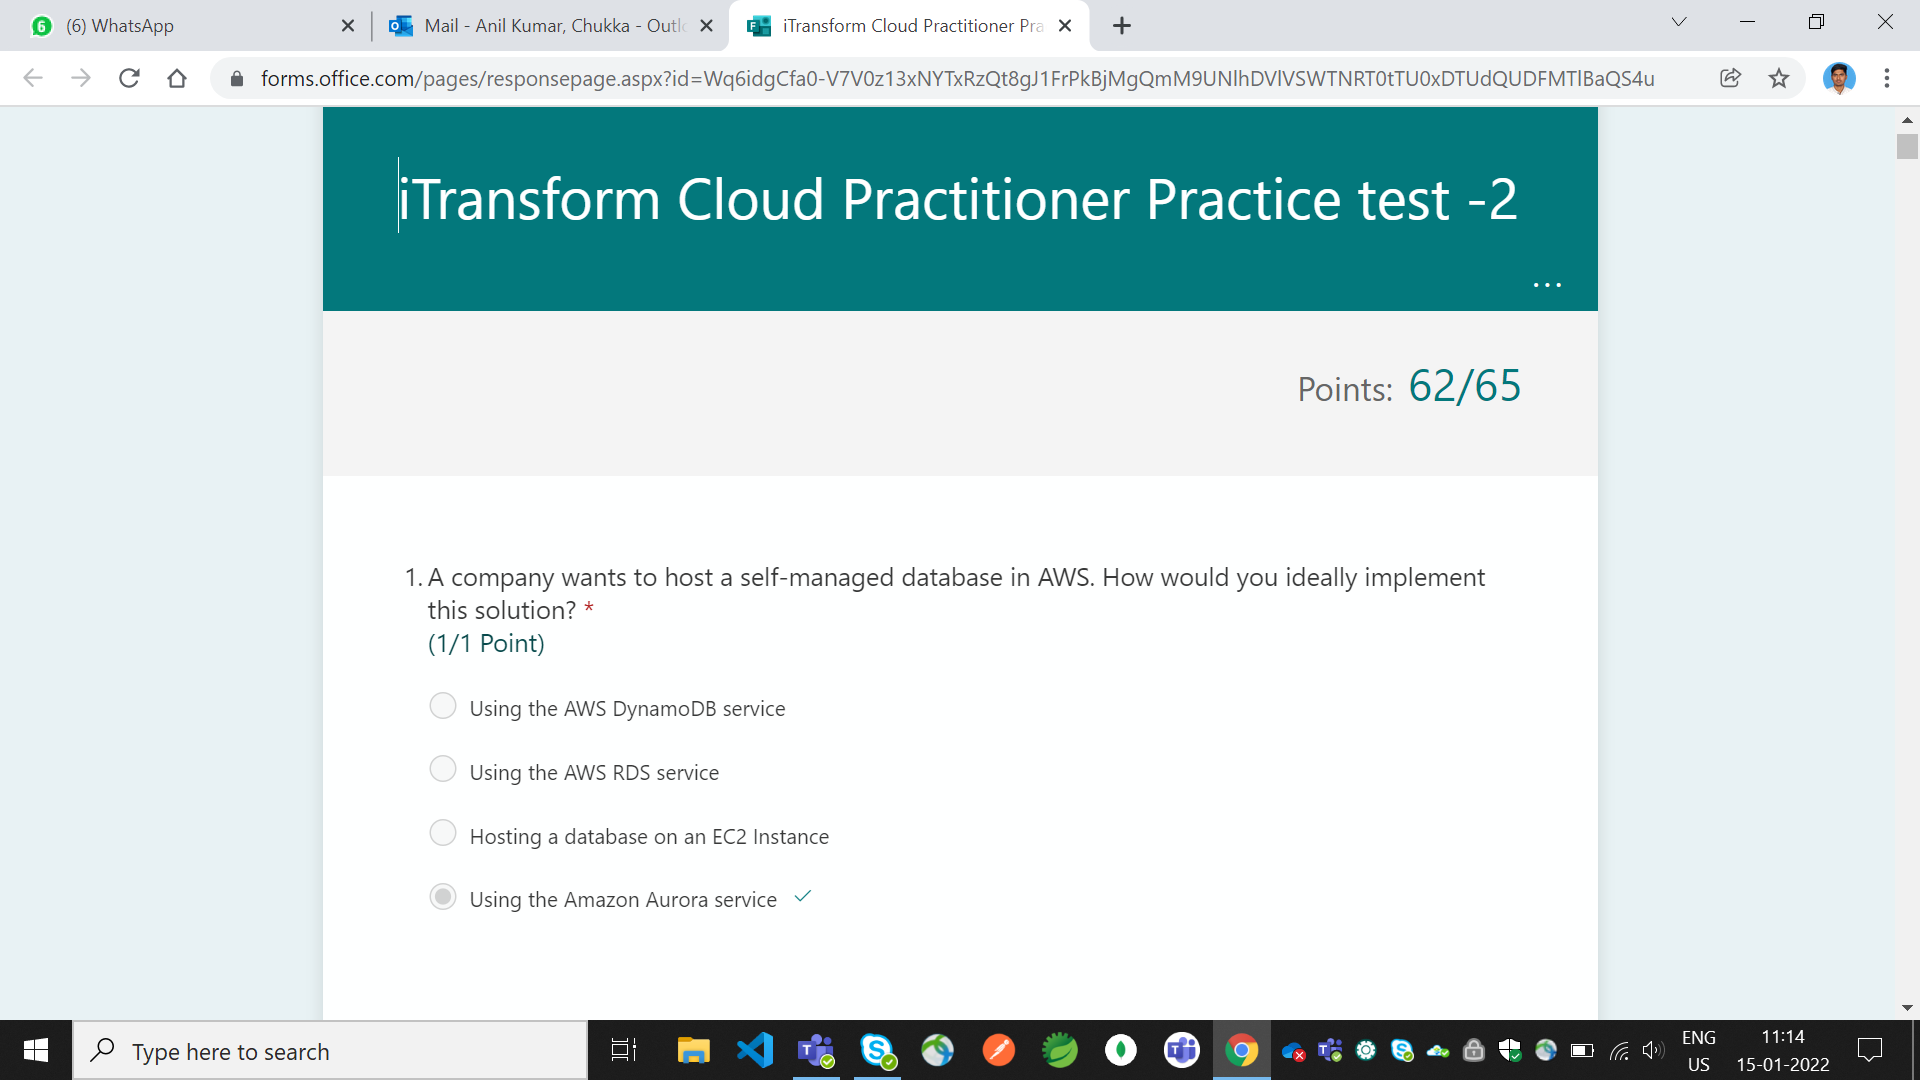 (6) WhatsApp
Mail - Anil Kumar, Chukka - Outlo
iTransform Cloud Practitioner Pra
forms.office.com/pages/responsepage.aspx?id=Wq6idgCfa0-V7V0z13xNYTxRzQt8gJ1FrPkBjMgQmM9UNlhDVlVSWTNRT0tTU0xDTUdQUDFMTlBaQS4u
iTransform Cloud Practitioner Practice test -2
...
Points: 62/65
1. A company wants to host a self-managed database in AWS. How would you ideally implement
this solution? *
(1/1 Point)
Using the AWS DynamoDB service
Using the AWS RDS service
Hosting a database on an EC2 Instance
Using the Amazon Aurora service
Type here to search
ENG
US
11:14
15-01-2022